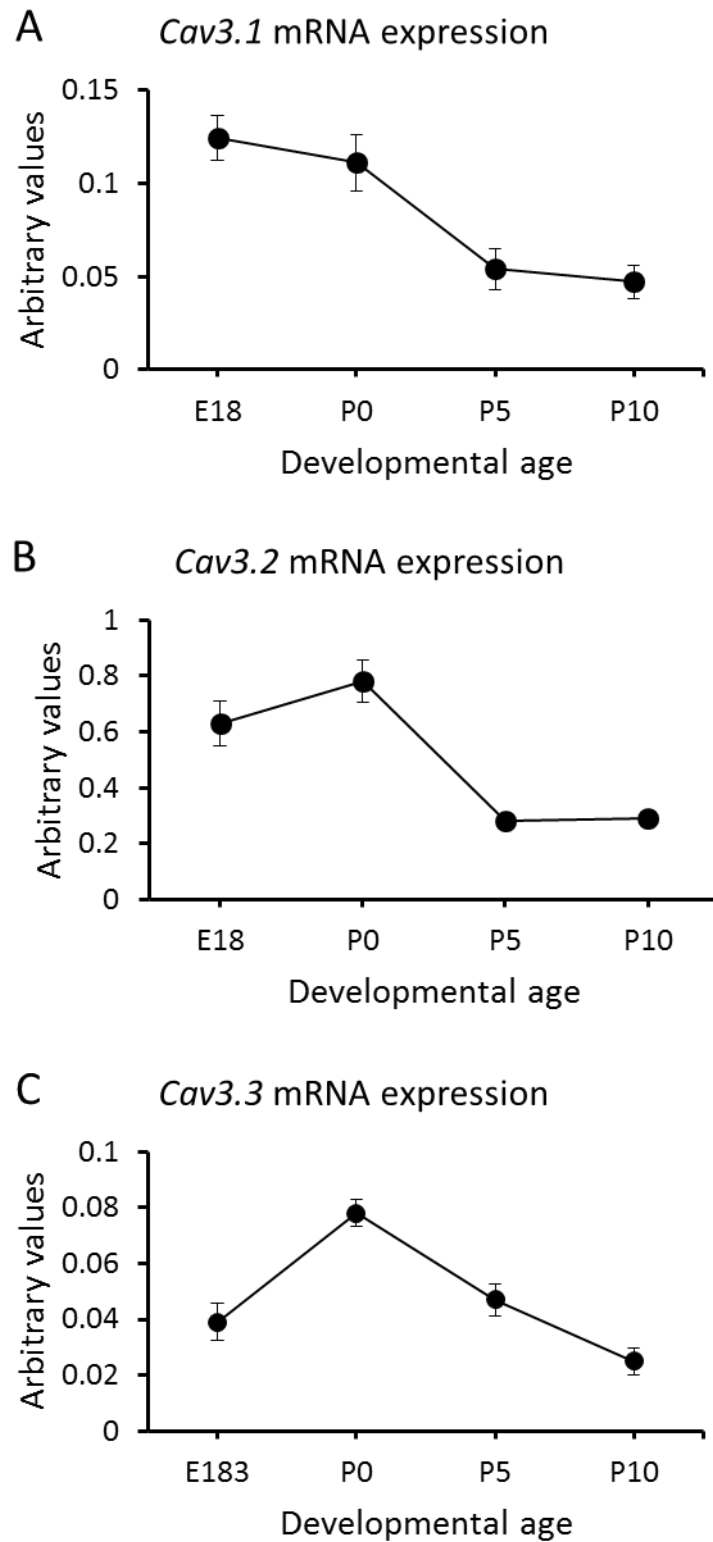 A
Cav3.1 mRNA expression
Arbitrary values
0.15
0.1
0.05
0
E18 P0 P5 P10
Developmental age
B
Cav3.2 mRNA expression
Arbitrary values
1
0.8
0.6
0.4
0.2
0
E18 P0 P5 P10
Developmental age
C
Cav3.3 mRNA expression
Arbitrary values
0.1
0.08
0.06
0.04
0.02
0
E183 P0 P5 P10
Developmental age